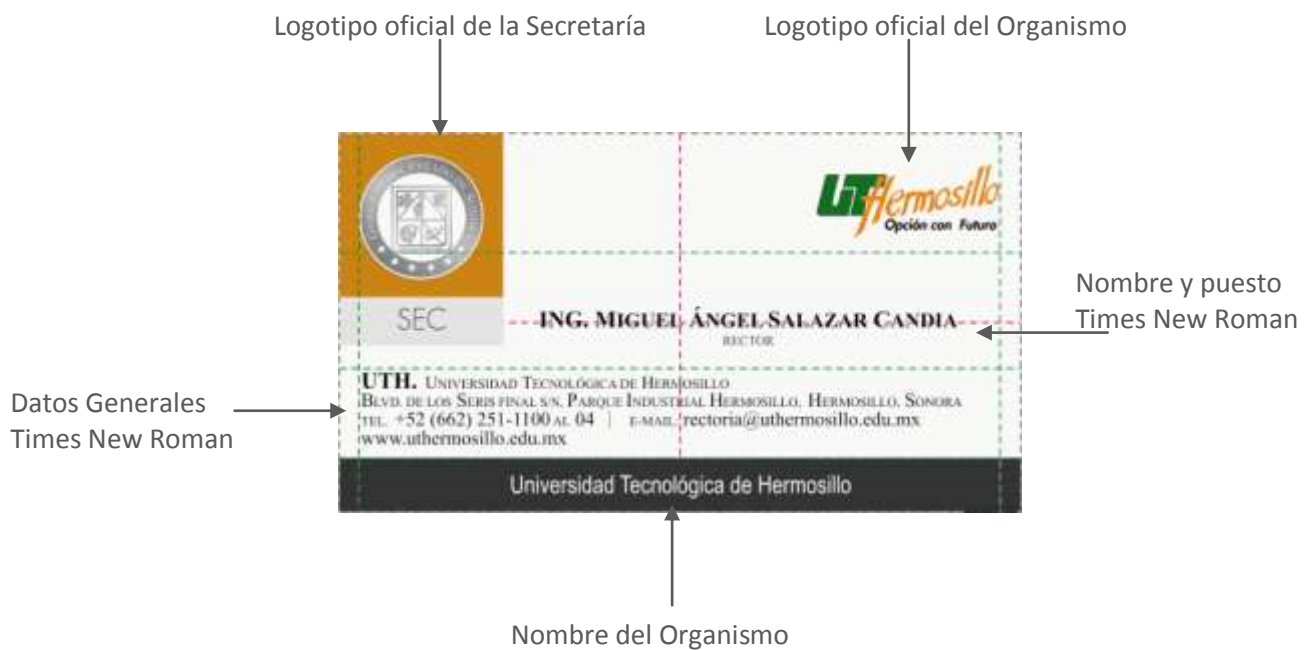 Logotipo oficial de la Secretaría
Logotipo oficial del Organismo
UT Hermosillo
Opción con Futuro
SEC
Nombre y puesto
Times New Roman
ING. MIGUEL ÁNGEL SALAZAR CANDIA
RECTOR
Datos Generales
Times New Roman
UTH. UNIVERSIDAD TECNOLÓGICA DE HERMOSILLO
BLVD. DE LOS SERIS FINAL S/N, PARQUE INDUSTRIAL HERMOSILLO, HERMOSILLO, SONORA
TEL. +52 (662) 251-1100 AL 04 | E-MAIL. rectoria@uthermosillo.edu.mx
www.uthermosillo.edu.mx
Universidad Tecnológica de Hermosillo
Nombre del Organismo